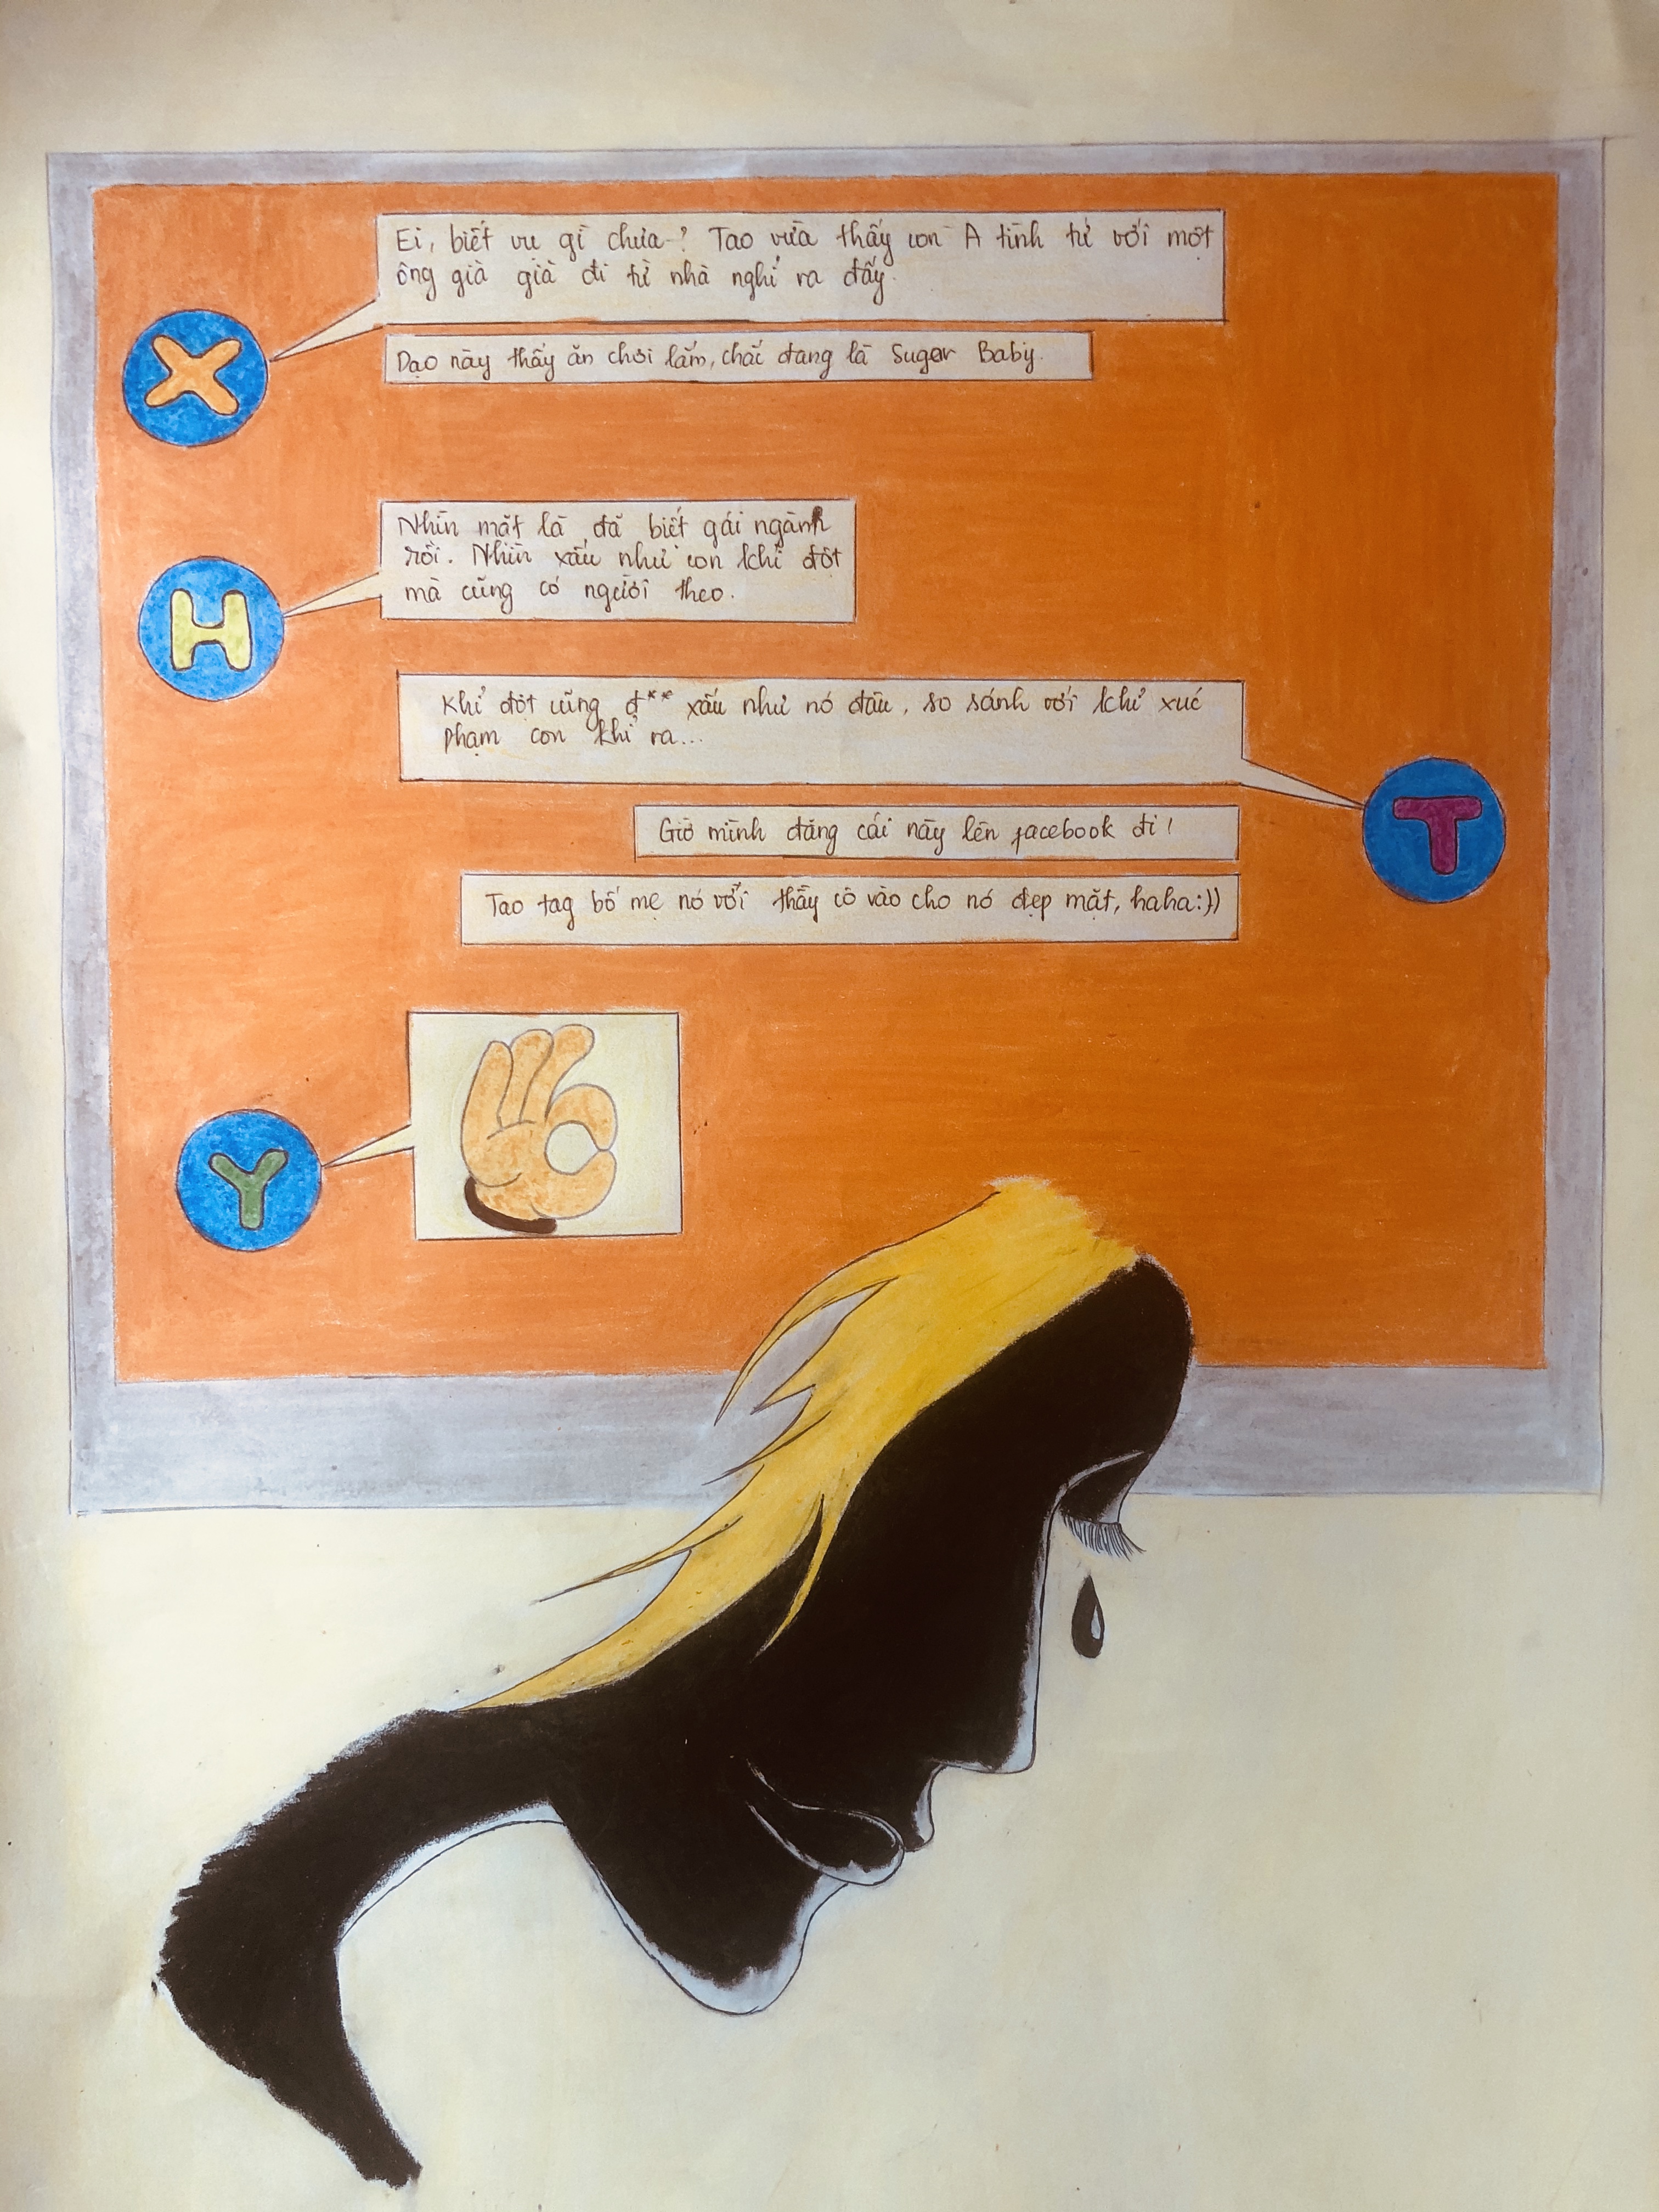 X
Ei, biết vụ gì chưa? Tao vừa thấy con A tình tứ với một
ông già già đi từ nhà nghỉ ra đấy.
Dạo này thấy ăn chơi lắm, chắc đang là Sugar Baby.
H
Nhìn mặt là đã biết gái ngành
rồi. Nhìn xấu như con khỉ đột
mà cũng có người theo.
Khỉ đột cũng đ** xấu như nó đâu, so sánh với khỉ xúc
phạm con khỉ ra...
T
Giờ mình đăng cái này lên facebook đi!
Tao tag bố mẹ nó với thầy cô vào cho nó đẹp mặt, haha:))
Y